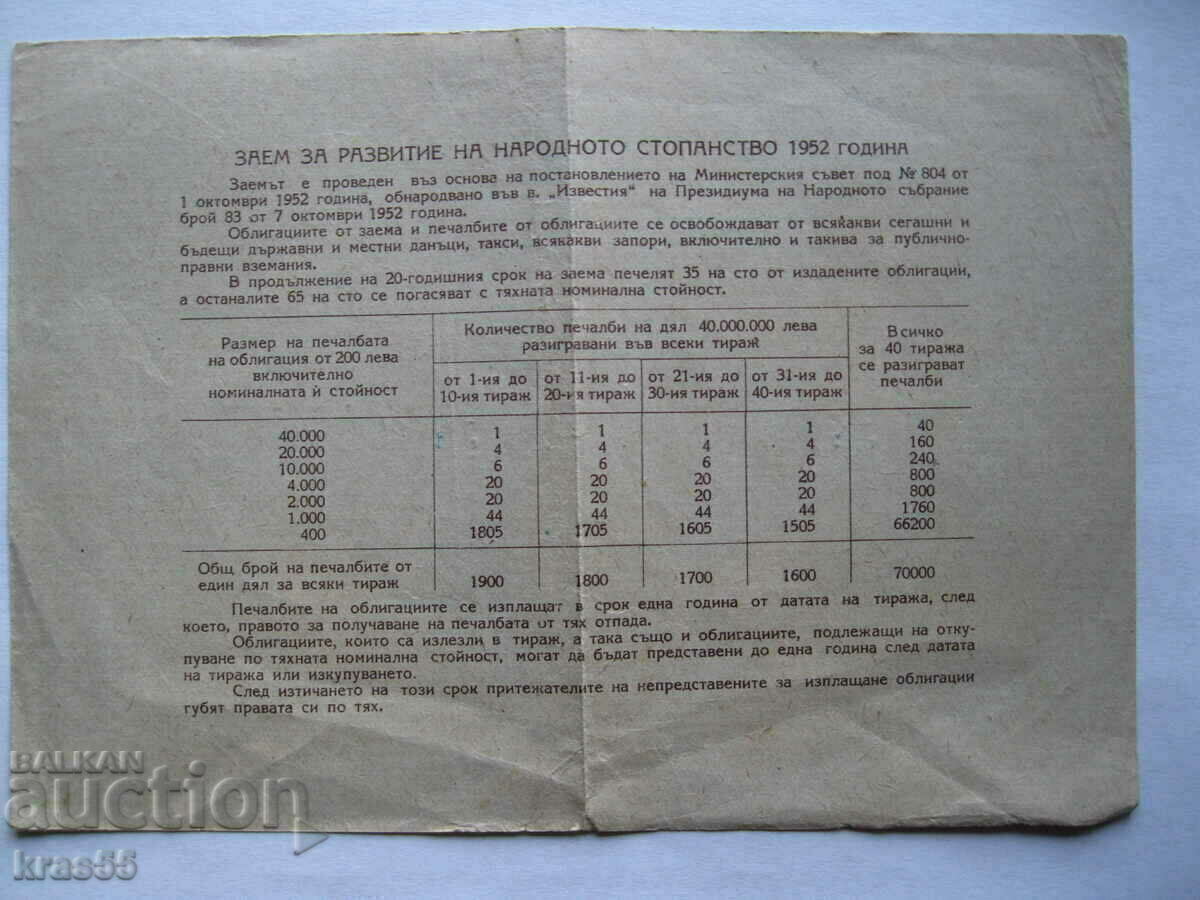 ЗАЕМ ЗА РАЗВИТИЕ НА НАРОДНОТО СТОПАНСТВО 1952 ГОДИНА
Заемът е проведен въз основа на постановлението на Министерския съвет под № 804 от
1 октомври 1952 година, обнародвано във в. „Известия“ на Президиума на Народното събрание
брой 83 от 7 октомври 1952 година.
Облигациите от заема и печалбите от облигациите се освобождават от всякакви сегашни и
бъдещи държавни и местни данъци, такси, всякакви запори, включително и такива за публично-
правни вземания.
В продължение на 20-годишния срок на заема печелят 35 на сто от издадените облигации,
а останалите 65 на сто се погасяват с тяхната номинална стойност.
Размер на печалбата
на облигация от 200 лева
включително
номиналната ѝ стойност
Количество печалби на дял 40.000.000 лева
разигравани във всеки тираж
Всичко
за 40 тиража
се разиграват
печалби
от 1-ия до
10-ия тираж
от 11-ия до
20-ия тираж
от 21-ия до
30-ия тираж
от 31-ия до
40-ия тираж
40.000 1 1 1 1 40
20.000 4 4 4 4 160
10.000 6 6 6 6 240
4.000 20 20 20 20 800
2.000 20 20 20 20 800
1.000 44 44 44 44 1760
400 1805 1705 1605 1505 66200
Общ брой на печалбите от
един дял за всяки тираж 1900 1800 1700 1600 70000
Печалбите на облигациите се изплащат в срок една година от датата на тиража, след
което, правото за получаване на печалбата от тях отпада.
Облигациите, които са излезли в тираж, а така също и облигациите, подлежащи на отку-
пуване по тяхната номинална стойност, могат да бъдат представени до една година след датата
на тиража или изкупуването.
След изтичането на този срок притежателите на непредставените за изплащане облигации
губят правата си по тях.
BALKAN
auction
kras55